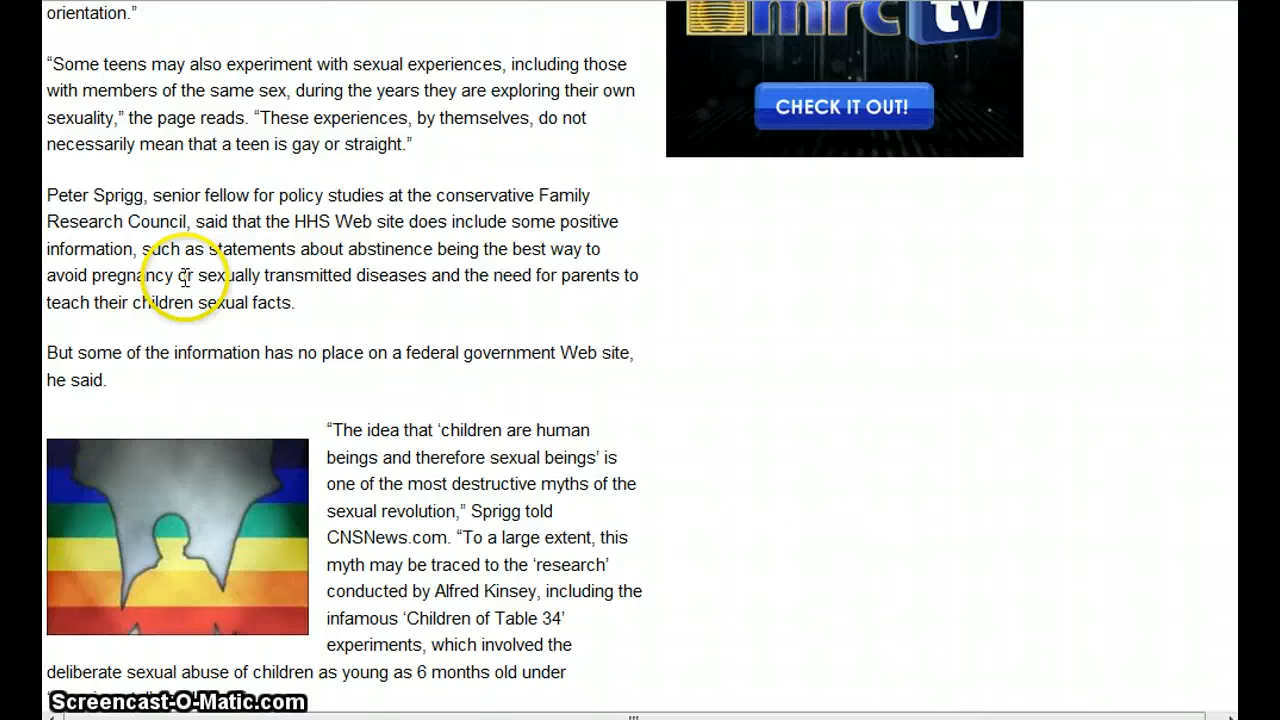 orientation.”
“Some teens may also experiment with sexual experiences, including those
with members of the same sex, during the years they are exploring their own
sexuality,” the page reads. “These experiences, by themselves, do not
necessarily mean that a teen is gay or straight.”
Peter Sprigg, senior fellow for policy studies at the conservative Family
Research Council, said that the HHS Web site does include some positive
information, such as statements about abstinence being the best way to
avoid pregnancy or sexually transmitted diseases and the need for parents to
teach their children sexual facts.
But some of the information has no place on a federal government Web site,
he said.
“The idea that ‘children are human
beings and therefore sexual beings’ is
one of the most destructive myths of the
sexual revolution,” Sprigg told
CNSNews.com. “To a large extent, this
myth may be traced to the ‘research’
conducted by Alfred Kinsey, including the
infamous ‘Children of Table 34’
experiments, which involved the
deliberate sexual abuse of children as young as 6 months old under
mrc tv
CHECK IT OUT!
Screencast-O-Matic.com